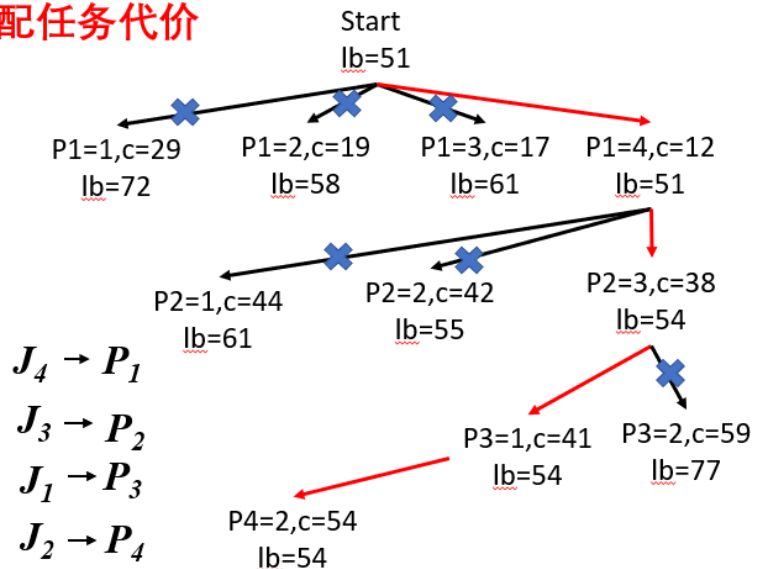 配任务代价
Start
lb=51
P1=1,c=29 P1=2,c=19 P1=3,c=17 P1=4,c=12
lb=72 lb=58 lb=61 lb=51
P2=1,c=44 P2=2,c=42 P2=3,c=38
lb=61 lb=55 lb=54
J4 → P1
J3 → P2
J1 → P3
J2 → P4
P3=1,c=41 P3=2,c=59
lb=54 lb=77
P4=2,c=54
lb=54